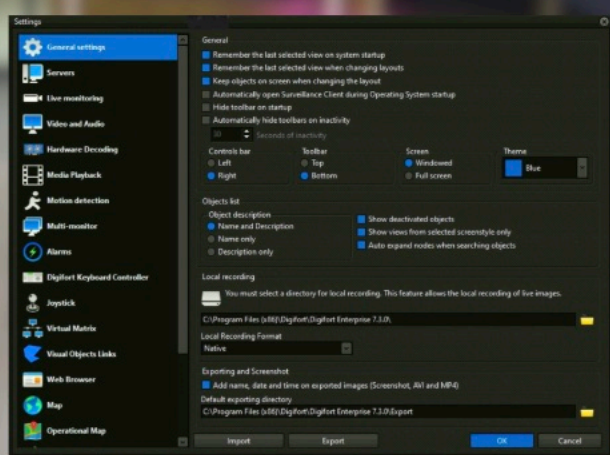 Settings
General settings
Servers
Live monitoring
Video and Audio
Hardware Decoding
Media Playback
Motion detection
Multi-monitor
Alarms
Digifort Keyboard Controller
Joystick
Virtual Matrix
Visual Objects Links
Web Browser
Map
Operational Map
General
Remember the last selected view on system startup
Remember the last selected view when changing layouts
Keep objects on screen when changing the layout
Automatically open Surveillance Client during Operating System startup
Hide toolbar on startup
Automatically hide toolbars on inactivity
Seconds of inactivity
Controls bar Toolbar Screen Theme
Left Top Windowed Blue
Right Bottom Full screen
Objects list
Object description
Name and Description
Name only
Description only
Show deactivated objects
Show views from selected screenstyle only
Auto expand nodes when searching objects
Local recording
You must select a directory for local recording. This feature allows the local recording of live images.
C:\Program Files (x86)\Digifort\Digifort Enterprise 7.3.0\
Local Recording Format
Native
Exporting and Screenshot
Add name, date and time on exported images (Screenshot, AVI and MP4)
Default exporting directory
C:\Program Files (x86)\Digifort\Digifort Enterprise 7.3.0\Export
Import Export OK Cancel